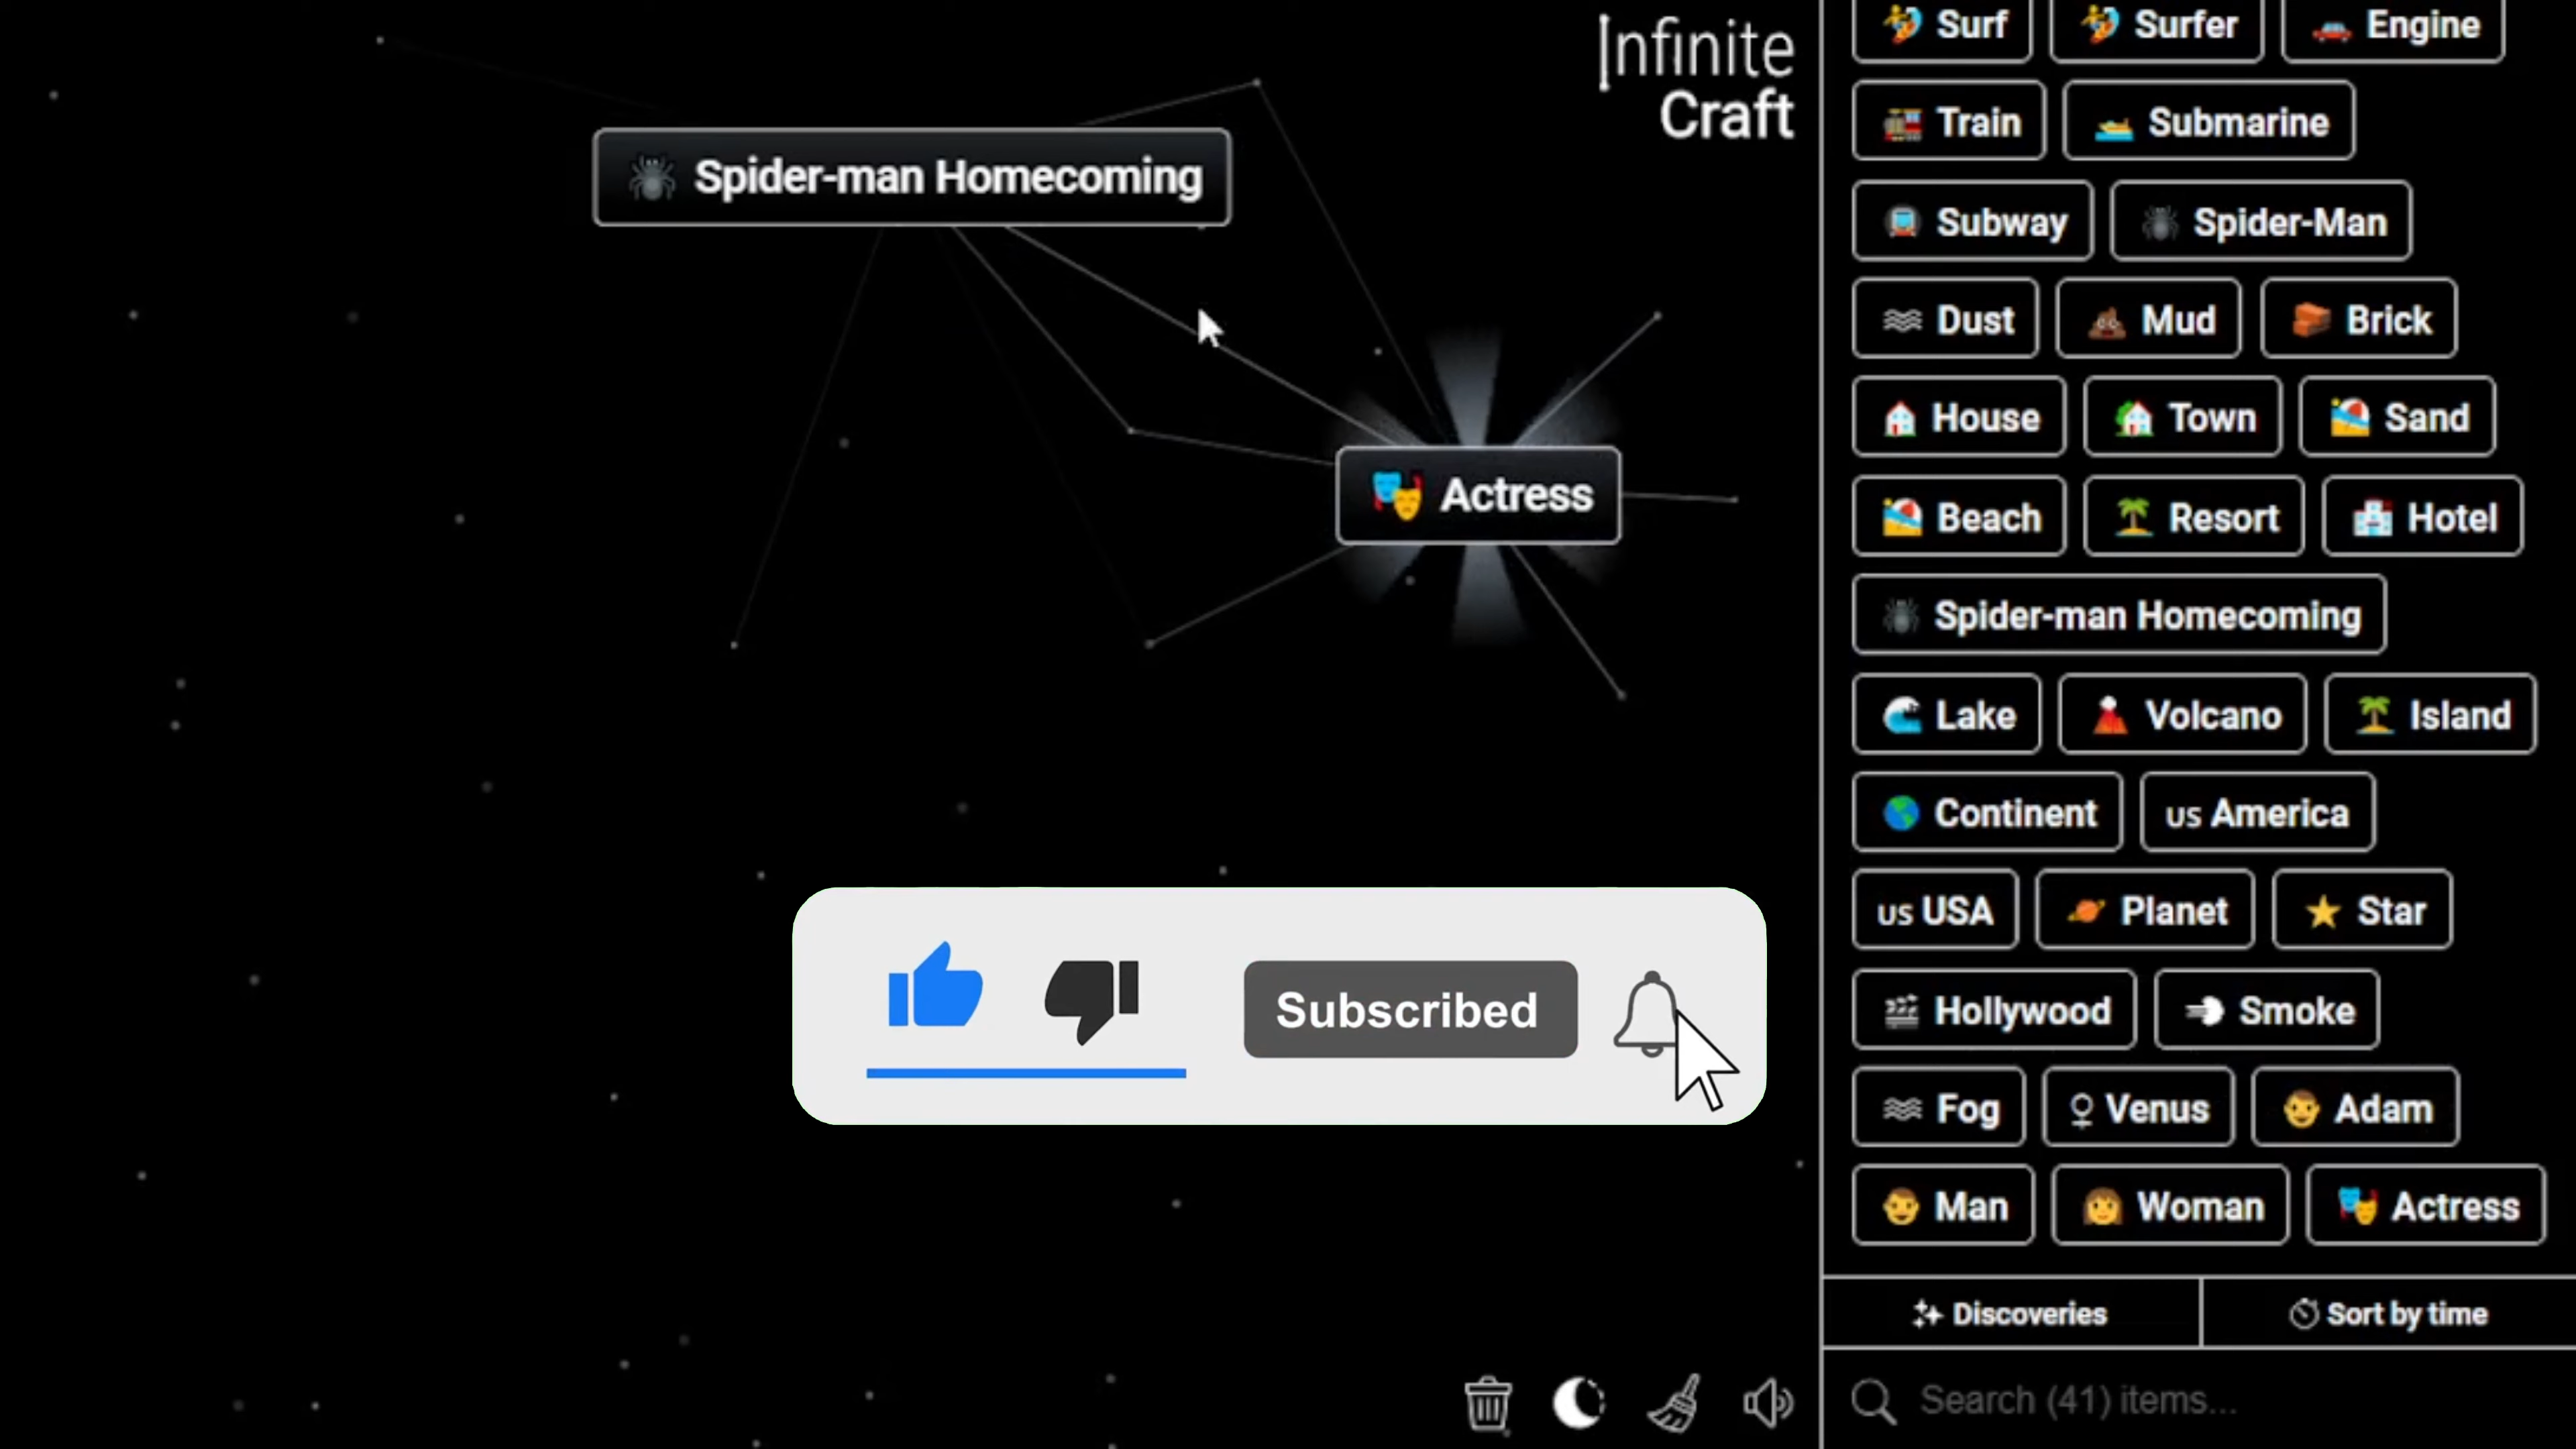 Infinite
Craft
Spider-man Homecoming
Actress
Subscribed
Surf Surfer Engine
Train Submarine
Subway Spider-Man
Dust Mud Brick
House Town Sand
Beach Resort Hotel
Spider-man Homecoming
Lake Volcano Island
Continent US America
US USA Planet Star
Hollywood Smoke
Fog Venus Adam
Man Woman Actress
Discoveries Sort by time
Search (41) items...